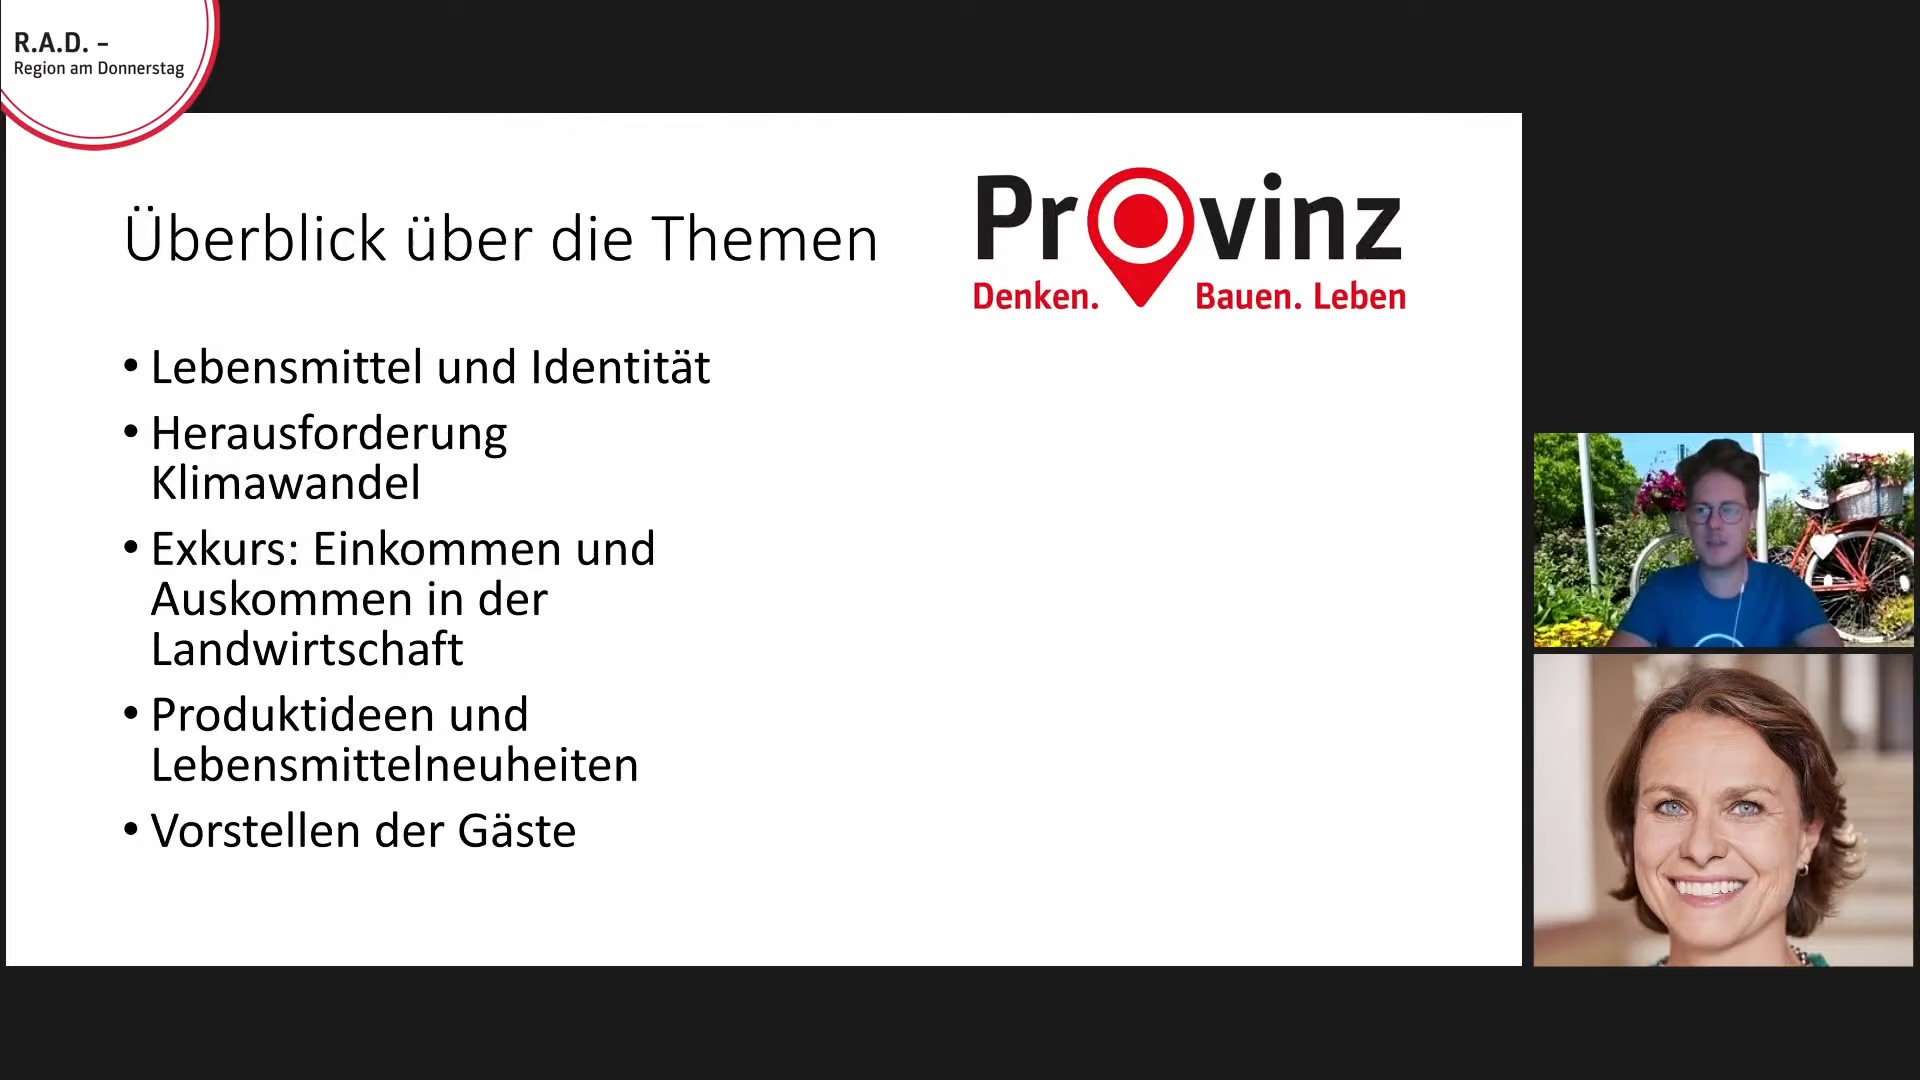 R.A.D. –
Region am Donnerstag
Überblick über die Themen
Provinz
Denken. Bauen. Leben
• Lebensmittel und Identität
• Herausforderung
Klimawandel
• Exkurs: Einkommen und
Auskommen in der
Landwirtschaft
• Produktideen und
Lebensmittelneuheiten
• Vorstellen der Gäste